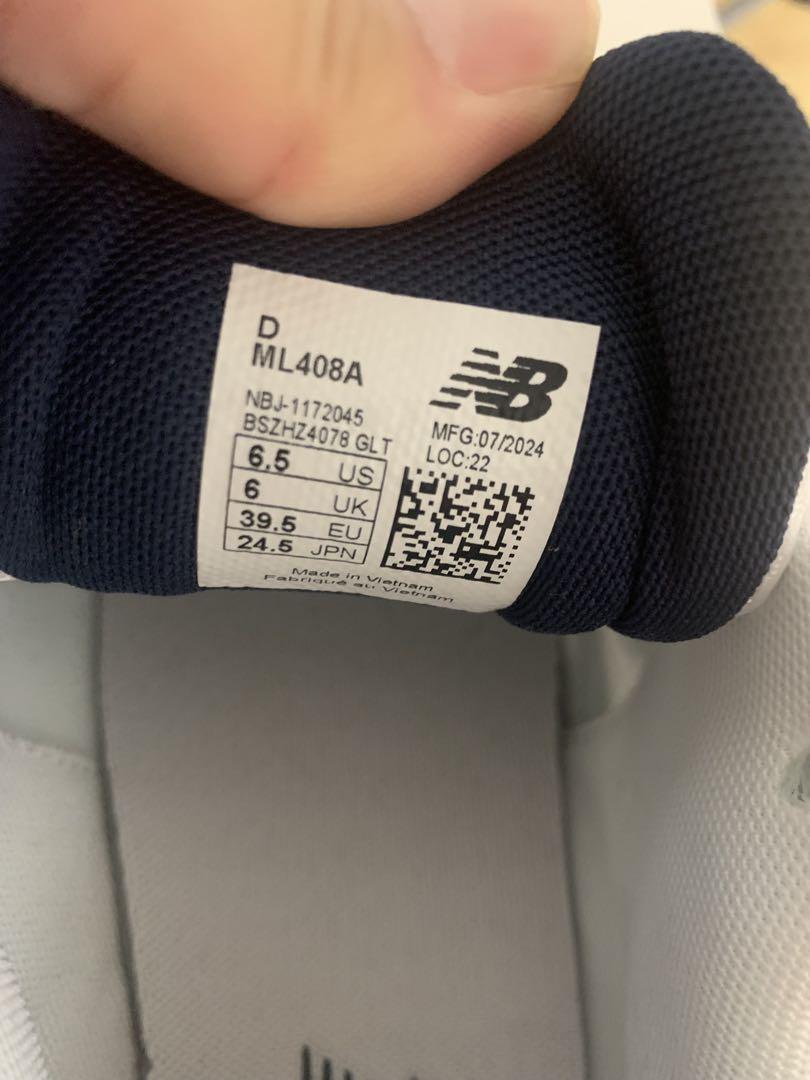 D
ML408A
NB
NBJ-1172045
BSZHZ4078 GLT
MFG:07/2024
LOC:22
6.5 US
6 UK
39.5 EU
24.5 JPN
Made in Vietnam
Fabriqué au Vietnam